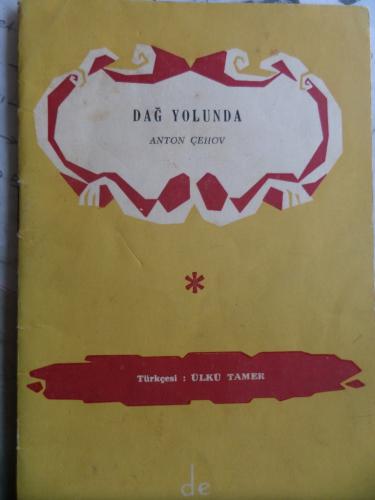 DAĞ YOLUNDA
ANTON ÇEHOV
*
Türkçesi : ÜLKÜ TAMER
de